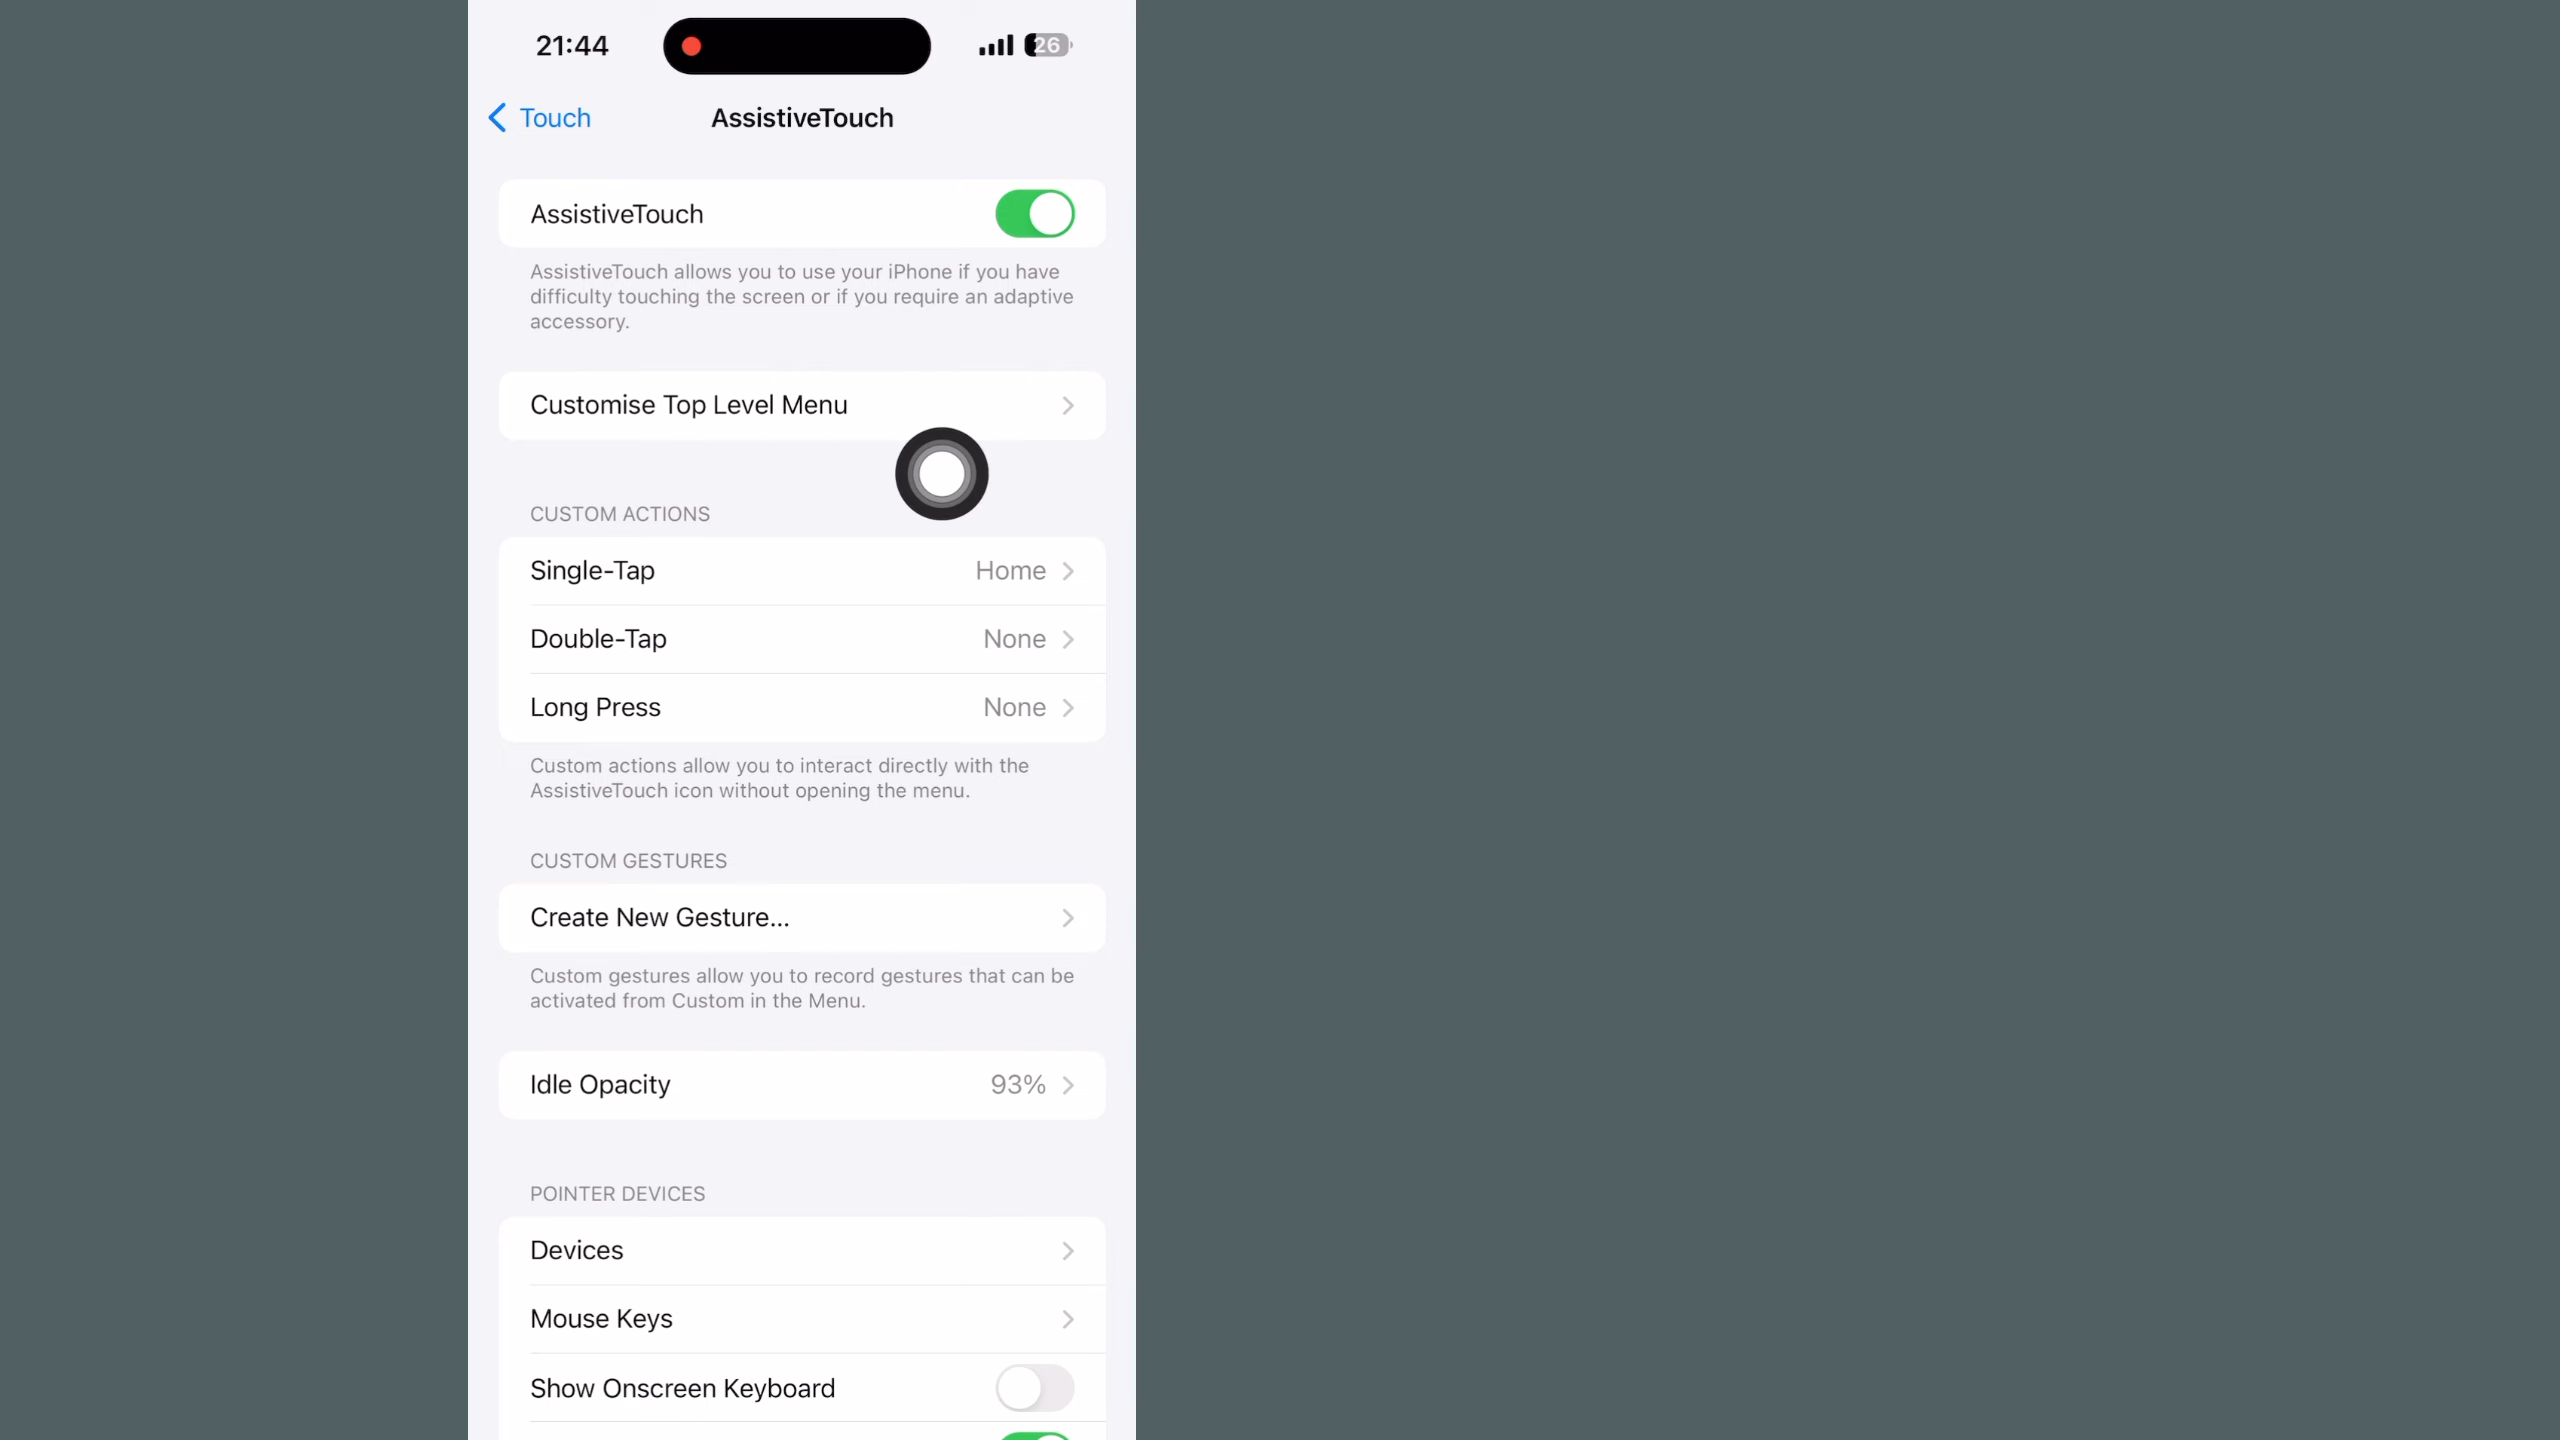 21:44
26
Touch
AssistiveTouch
AssistiveTouch
AssistiveTouch allows you to use your iPhone if you have
difficulty touching the screen or if you require an adaptive
accessory.
Customise Top Level Menu
CUSTOM ACTIONS
Single-Tap Home
Double-Tap None
Long Press None
Custom actions allow you to interact directly with the
AssistiveTouch icon without opening the menu.
CUSTOM GESTURES
Create New Gesture...
Custom gestures allow you to record gestures that can be
activated from Custom in the Menu.
Idle Opacity 93%
POINTER DEVICES
Devices
Mouse Keys
Show Onscreen Keyboard